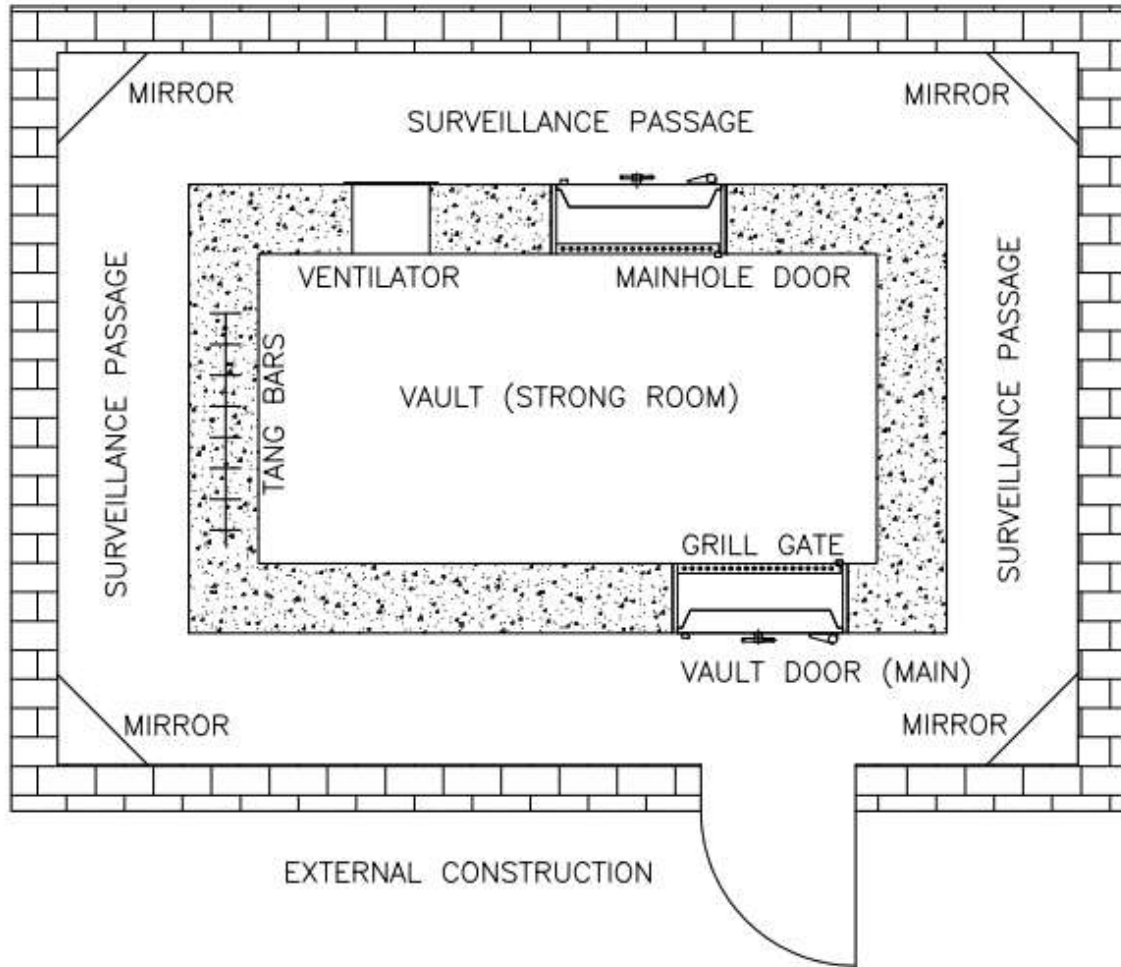 MIRROR
MIRROR
SURVEILLANCE PASSAGE
VENTILATOR
MAINHOLE DOOR
SURVEILLANCE PASSAGE
TANG BARS
VAULT (STRONG ROOM)
SURVEILLANCE PASSAGE
GRILL GATE
VAULT DOOR (MAIN)
MIRROR
MIRROR
EXTERNAL CONSTRUCTION